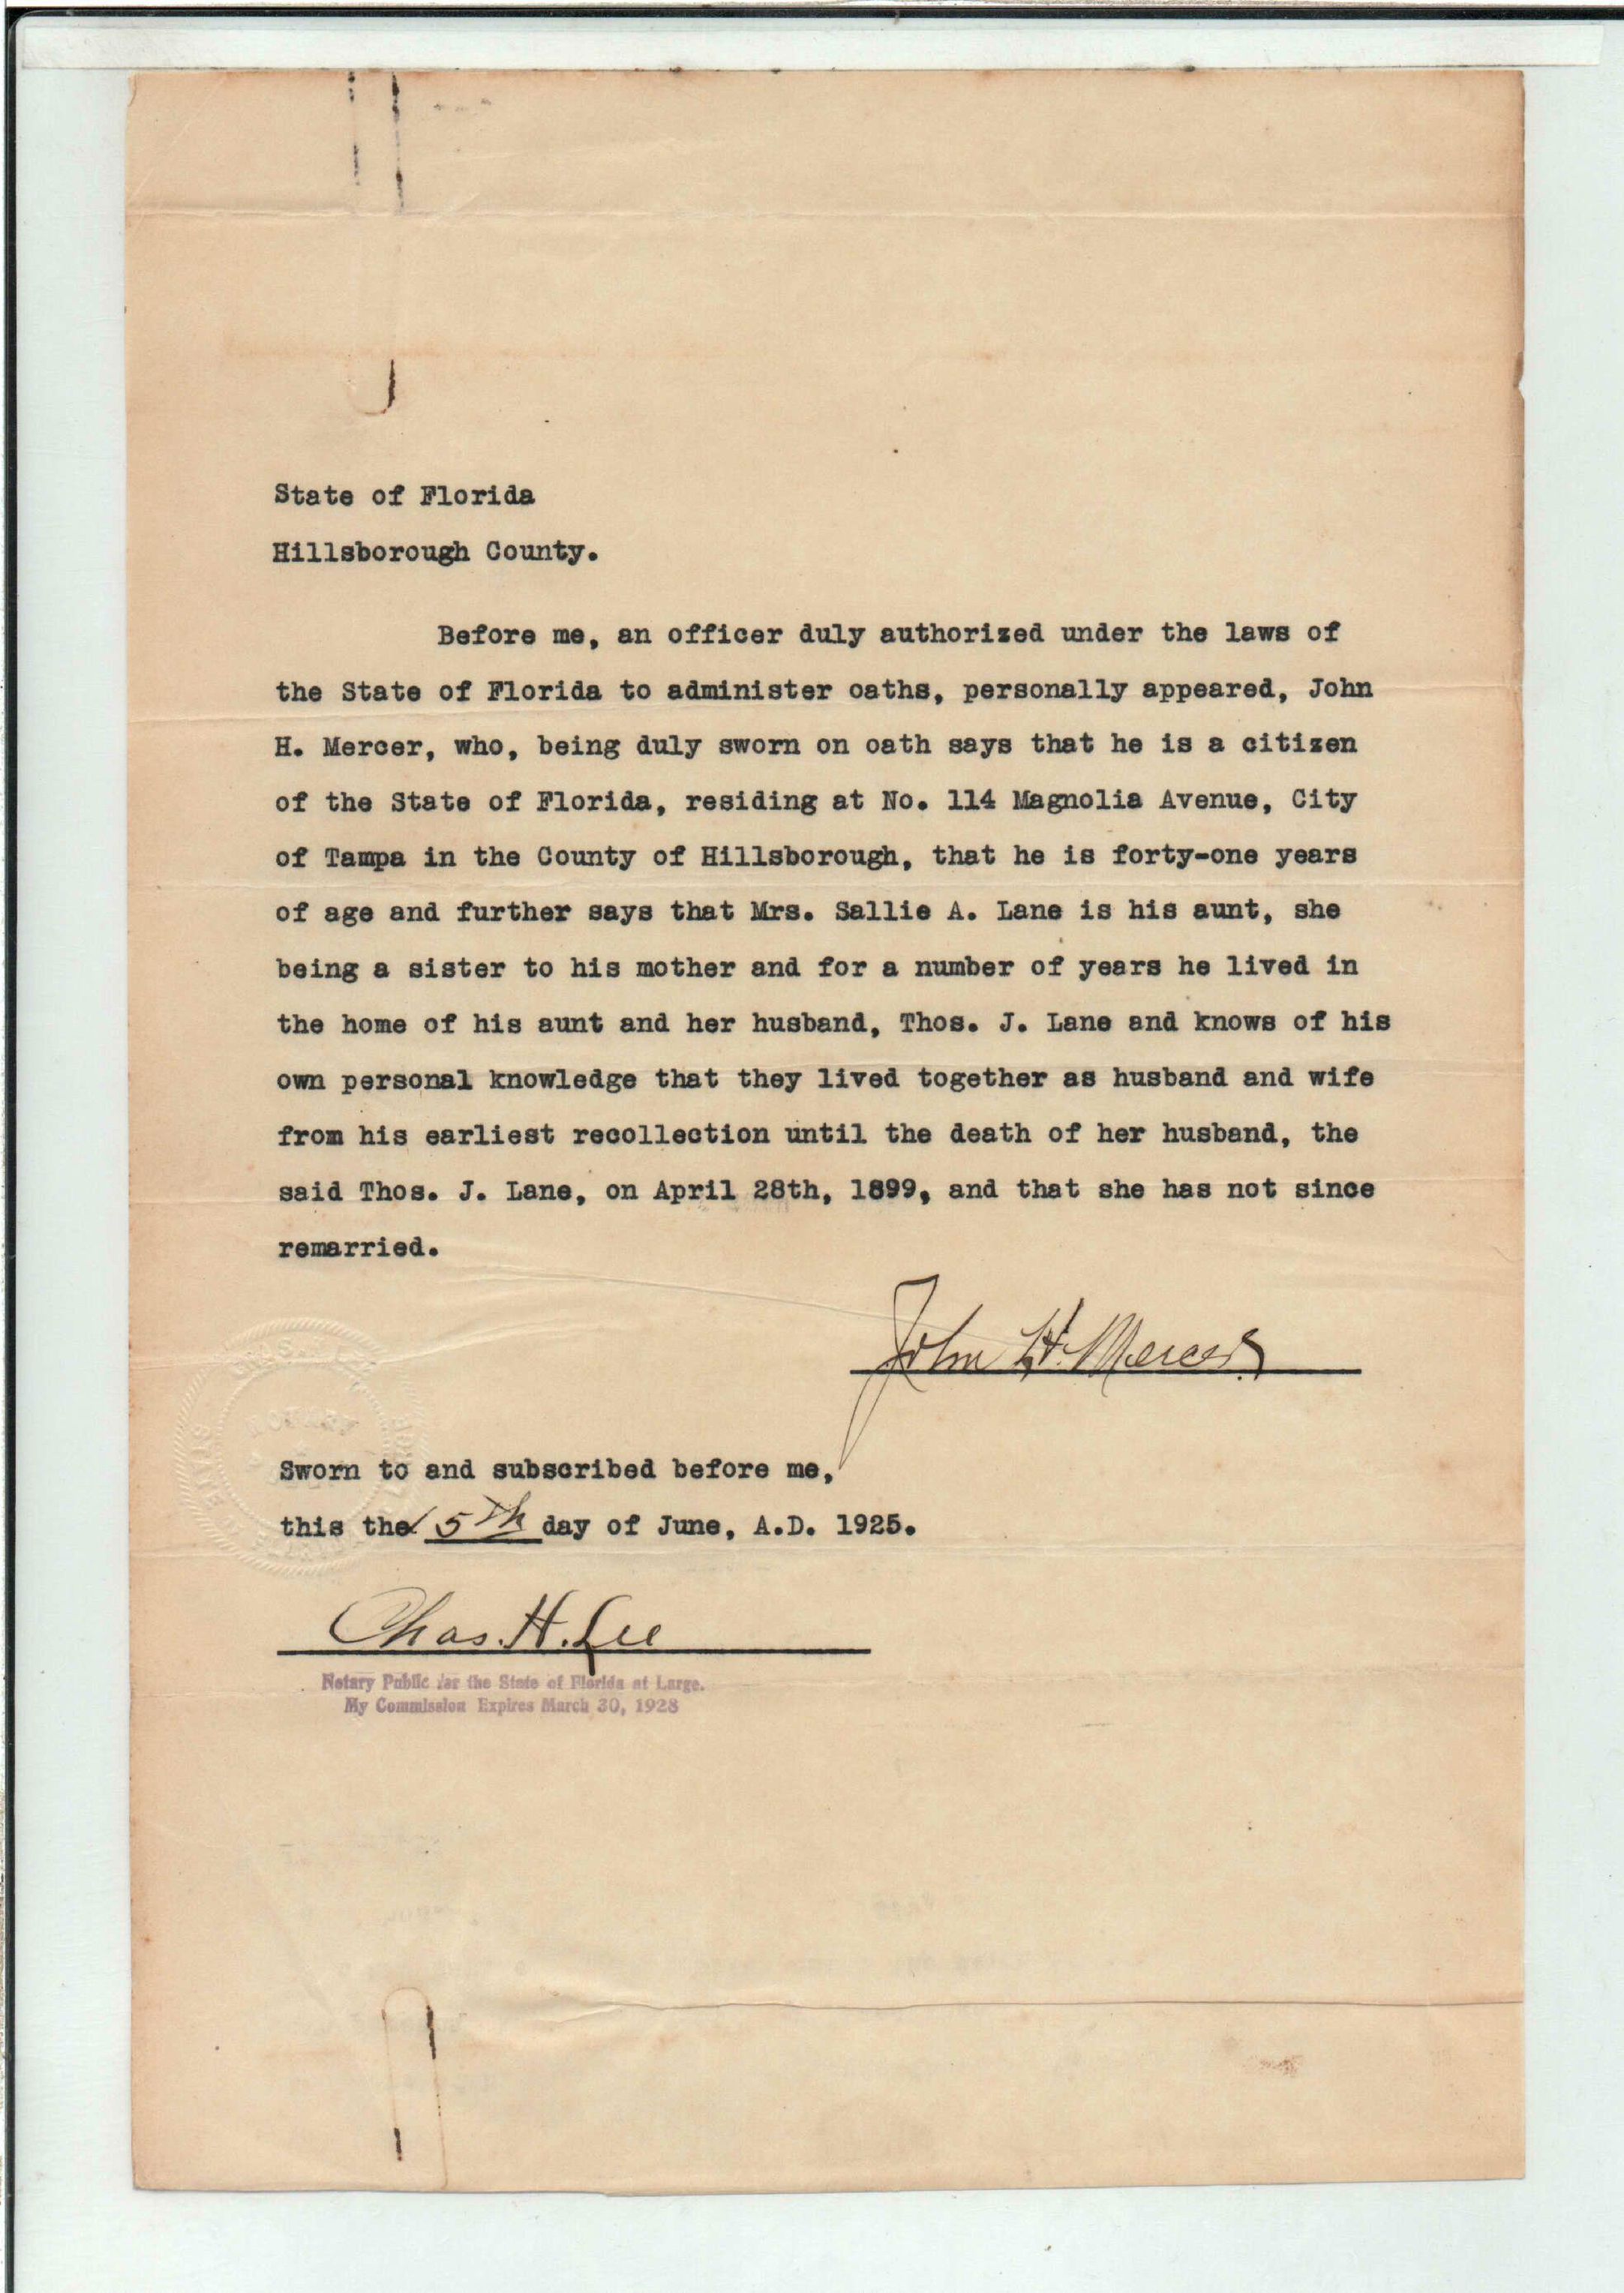 State of Florida
Hillsborough County.
Before me, an officer duly authorized under the laws of
the State of Florida to administer oaths, personally appeared, John
H. Mercer, who, being duly sworn on oath says that he is a citizen
of the State of Florida, residing at No. 114 Magnolia Avenue, City
of Tampa in the County of Hillsborough, that he is forty-one years
of age and further says that Mrs. Sallie A. Lane is his aunt, she
being a sister to his mother and for a number of years he lived in
the home of his aunt and her husband, Thos. J. Lane and knows of his
own personal knowledge that they lived together as husband and wife
from his earliest recollection until the death of her husband, the
said Thos. J. Lane, on April 28th, 1899, and that she has not since
remarried.
John H. Mercer
Sworn to and subscribed before me,
this the 5th day of June, A.D. 1925.
Chas. H. Lee
Notary Public for the State of Florida at Large.
My Commission Expires March 30, 1928